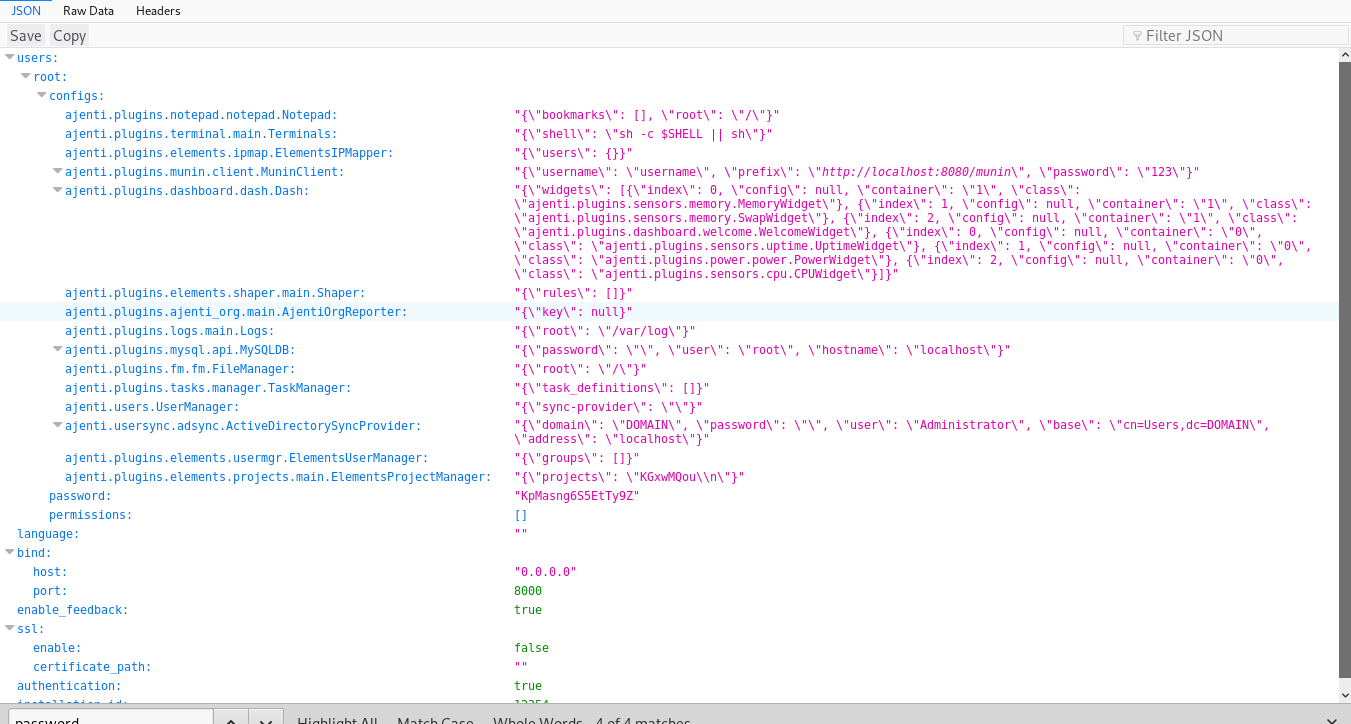 JSON Raw Data Headers
Save Copy Filter JSON
users:
root:
configs:
ajenti.plugins.notepad.notepad.Notepad: "{\"bookmarks\": [], \"root\": \"/\"}"
ajenti.plugins.terminal.main.Terminals: "{\"shell\": \"sh -c $SHELL || sh\"}"
ajenti.plugins.elements.ipmap.ElementsIPMapper: "{\"users\": {}}"
ajenti.plugins.munin.client.MuninClient: "{\"username\": \"username\", \"prefix\": \"http://localhost:8080/munin\", \"password\": \"123\"}"
ajenti.plugins.dashboard.dash.Dash: "{\"widgets\": [{\"index\": 0, \"config\": null, \"container\": \"1\", \"class\":
\"ajenti.plugins.sensors.memory.MemoryWidget\"}, {\"index\": 1, \"config\": null, \"container\": \"1\", \"class\":
\"ajenti.plugins.sensors.memory.SwapWidget\"}, {\"index\": 2, \"config\": null, \"container\": \"1\", \"class\":
\"ajenti.plugins.dashboard.welcome.WelcomeWidget\"}, {\"index\": 0, \"config\": null, \"container\": \"0\",
\"class\": \"ajenti.plugins.sensors.uptime.UptimeWidget\"}, {\"index\": 1, \"config\": null, \"container\": \"0\",
\"class\": \"ajenti.plugins.power.power.PowerWidget\"}, {\"index\": 2, \"config\": null, \"container\": \"0\",
\"class\": \"ajenti.plugins.sensors.cpu.CPUWidget\"}]}"
ajenti.plugins.elements.shaper.main.Shaper: "{\"rules\": []}"
ajenti.plugins.ajenti_org.main.AjentiOrgReporter: "{\"key\": null}"
ajenti.plugins.logs.main.Logs: "{\"root\": \"/var/log\"}"
ajenti.plugins.mysql.api.MySQLDB: "{\"password\": \"\", \"user\": \"root\", \"hostname\": \"localhost\"}"
ajenti.plugins.fm.fm.FileManager: "{\"root\": \"/\"}"
ajenti.plugins.tasks.manager.TaskManager: "{\"task_definitions\": []}"
ajenti.users.UserManager: "{\"sync-provider\": \"\"}"
ajenti.usersync.adsync.ActiveDirectorySyncProvider: "{\"domain\": \"DOMAIN\", \"password\": \"\", \"user\": \"Administrator\", \"base\": \"cn=Users,dc=DOMAIN\",
\"address\": \"localhost\"}"
ajenti.plugins.elements.usermgr.ElementsUserManager: "{\"groups\": []}"
ajenti.plugins.elements.projects.main.ElementsProjectManager: "{\"projects\": \"KGxwMQou\\n\"}"
password: "KpMasng6S5EtTy9Z"
permissions: []
language: ""
bind:
host: "0.0.0.0"
port: 8000
enable_feedback: true
ssl:
enable: false
certificate_path: ""
authentication: true
installation_id: 12354
password Highlight All Match Case Whole Words 4 of 4 matches